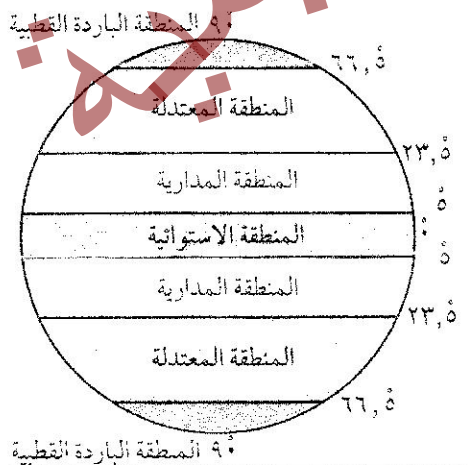 ٩٠ْ المنطقة الباردة القطبية
٦٦,٥ْ
المنطقة المعتدلة
٢٣,٥ْ
المنطقة المدارية
٥ْ
المنطقة الاستوائية
٠ْ
٥ْ
المنطقة المدارية
٢٣,٥ْ
المنطقة المعتدلة
٦٦,٥ْ
٩٠ْ المنطقة الباردة القطبية